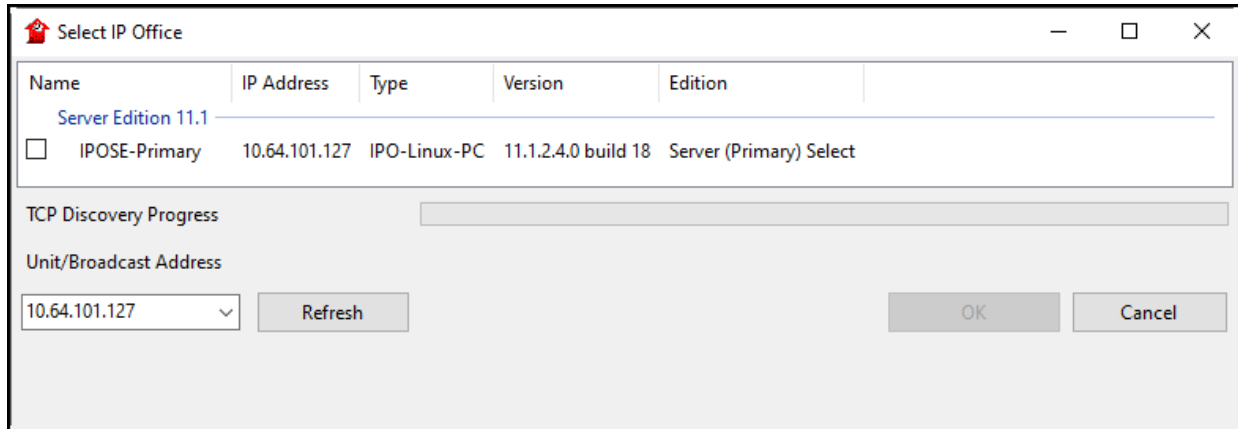 Select IP Office
Name IP Address Type Version Edition
Server Edition 11.1
IPOSE-Primary 10.64.101.127 IPO-Linux-PC 11.1.2.4.0 build 18 Server (Primary) Select
TCP Discovery Progress
Unit/Broadcast Address
10.64.101.127 Refresh OK Cancel